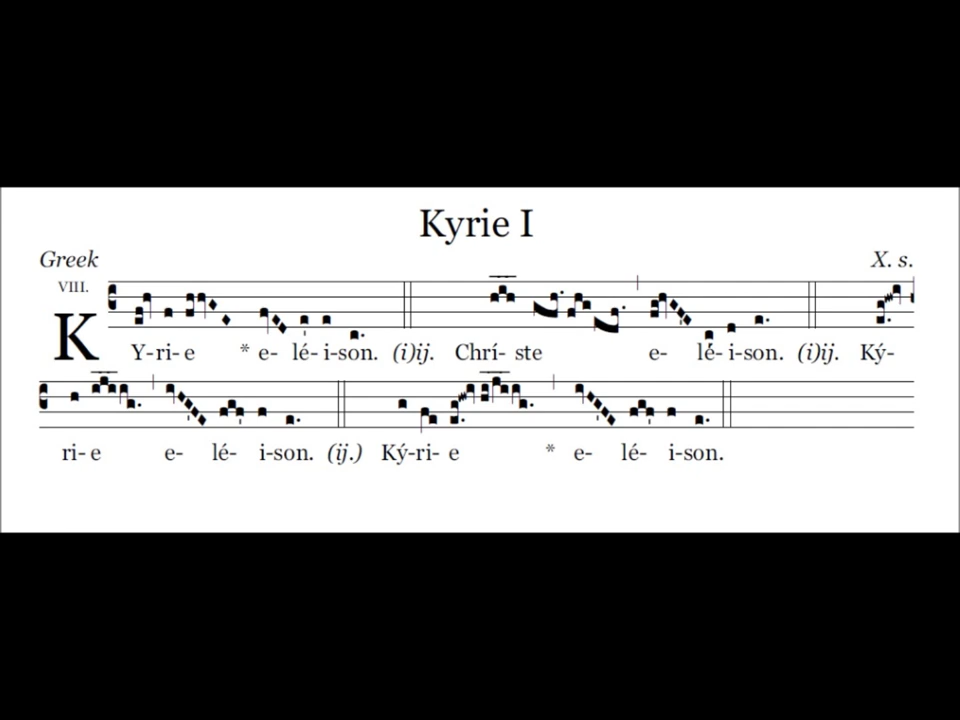 Kyrie I
Greek X. s.
VIII.
KY-ri-e * e- lé-i-son. (i)ij. Chrí-ste e- lé-i-son. (i)ij. Ký-
ri-e e- lé- i-son. (ij.) Ký-ri-e * e- lé- i-son.